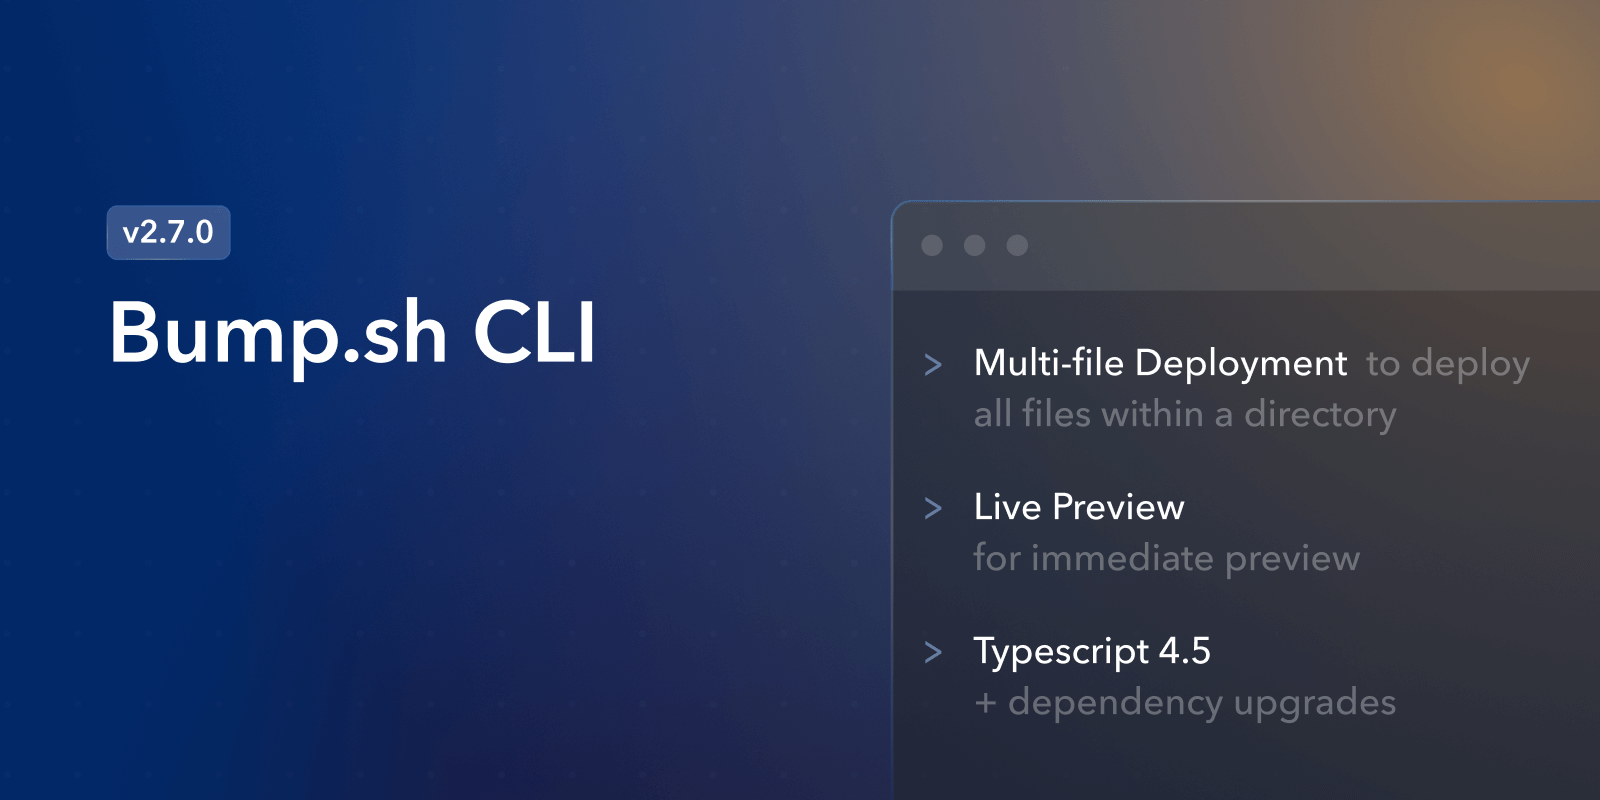 v2.7.0
Bump.sh CLI
> Multi-file Deployment to deploy
all files within a directory
> Live Preview
for immediate preview
> Typescript 4.5
+ dependency upgrades